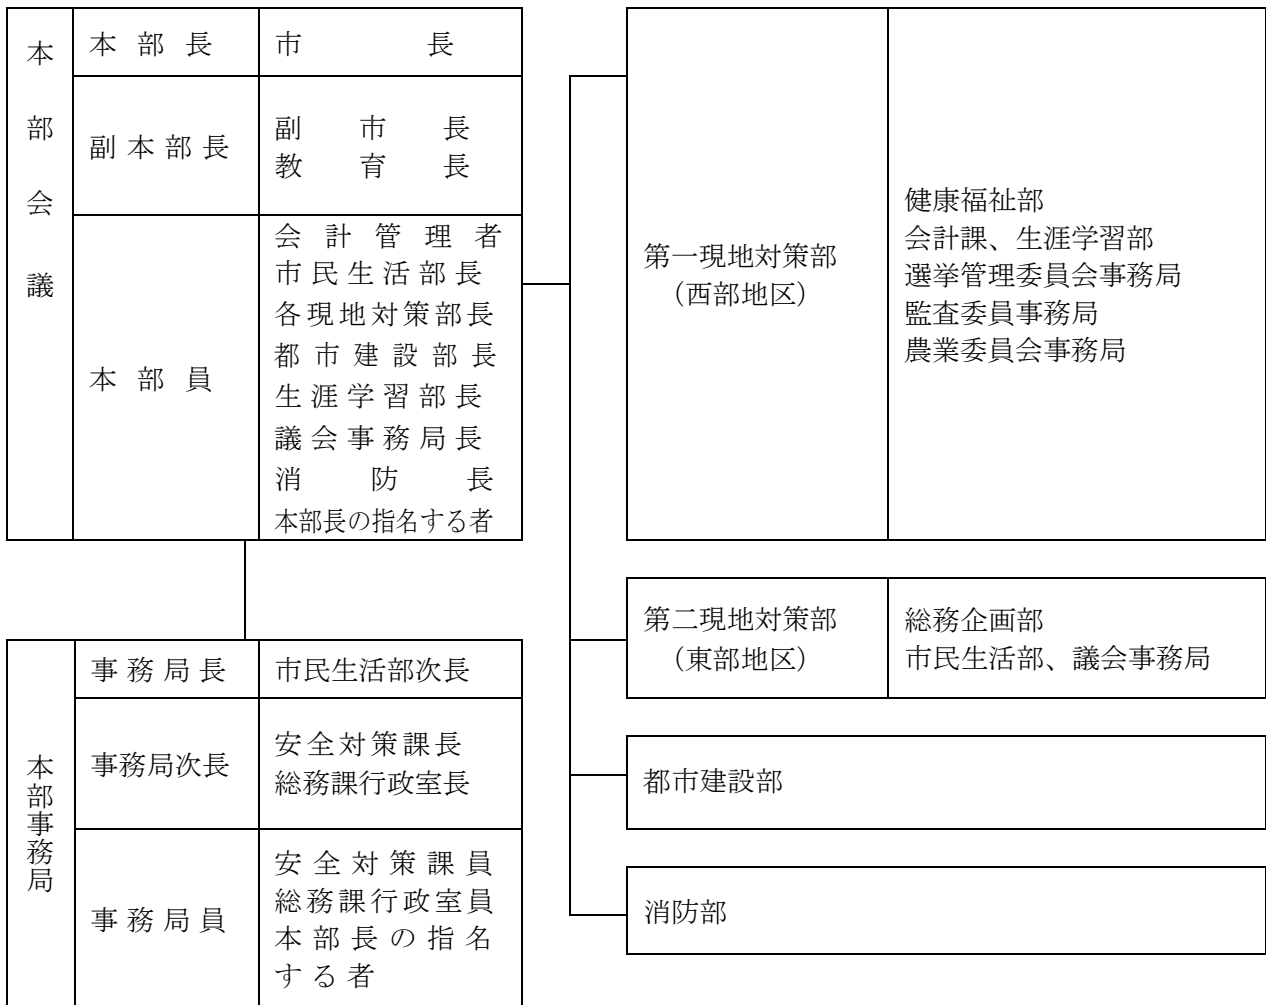 本部会議
本部長
市長
副本部長
副市長
教育長
本部員
会計管理者
市民生活部長
各現地対策部長
都市建設部長
生涯学習部長
議会事務局長
消防長
本部長の指名する者
本部事務局
事務局長
市民生活部次長
事務局次長
安全対策課長
総務課行政室長
事務局員
安全対策課員
総務課行政室員
本部長の指名
する者
第一現地対策部
（西部地区）
健康福祉部
会計課、生涯学習部
選挙管理委員会事務局
監査委員事務局
農業委員会事務局
第二現地対策部
（東部地区）
総務企画部
市民生活部、議会事務局
都市建設部
消防部